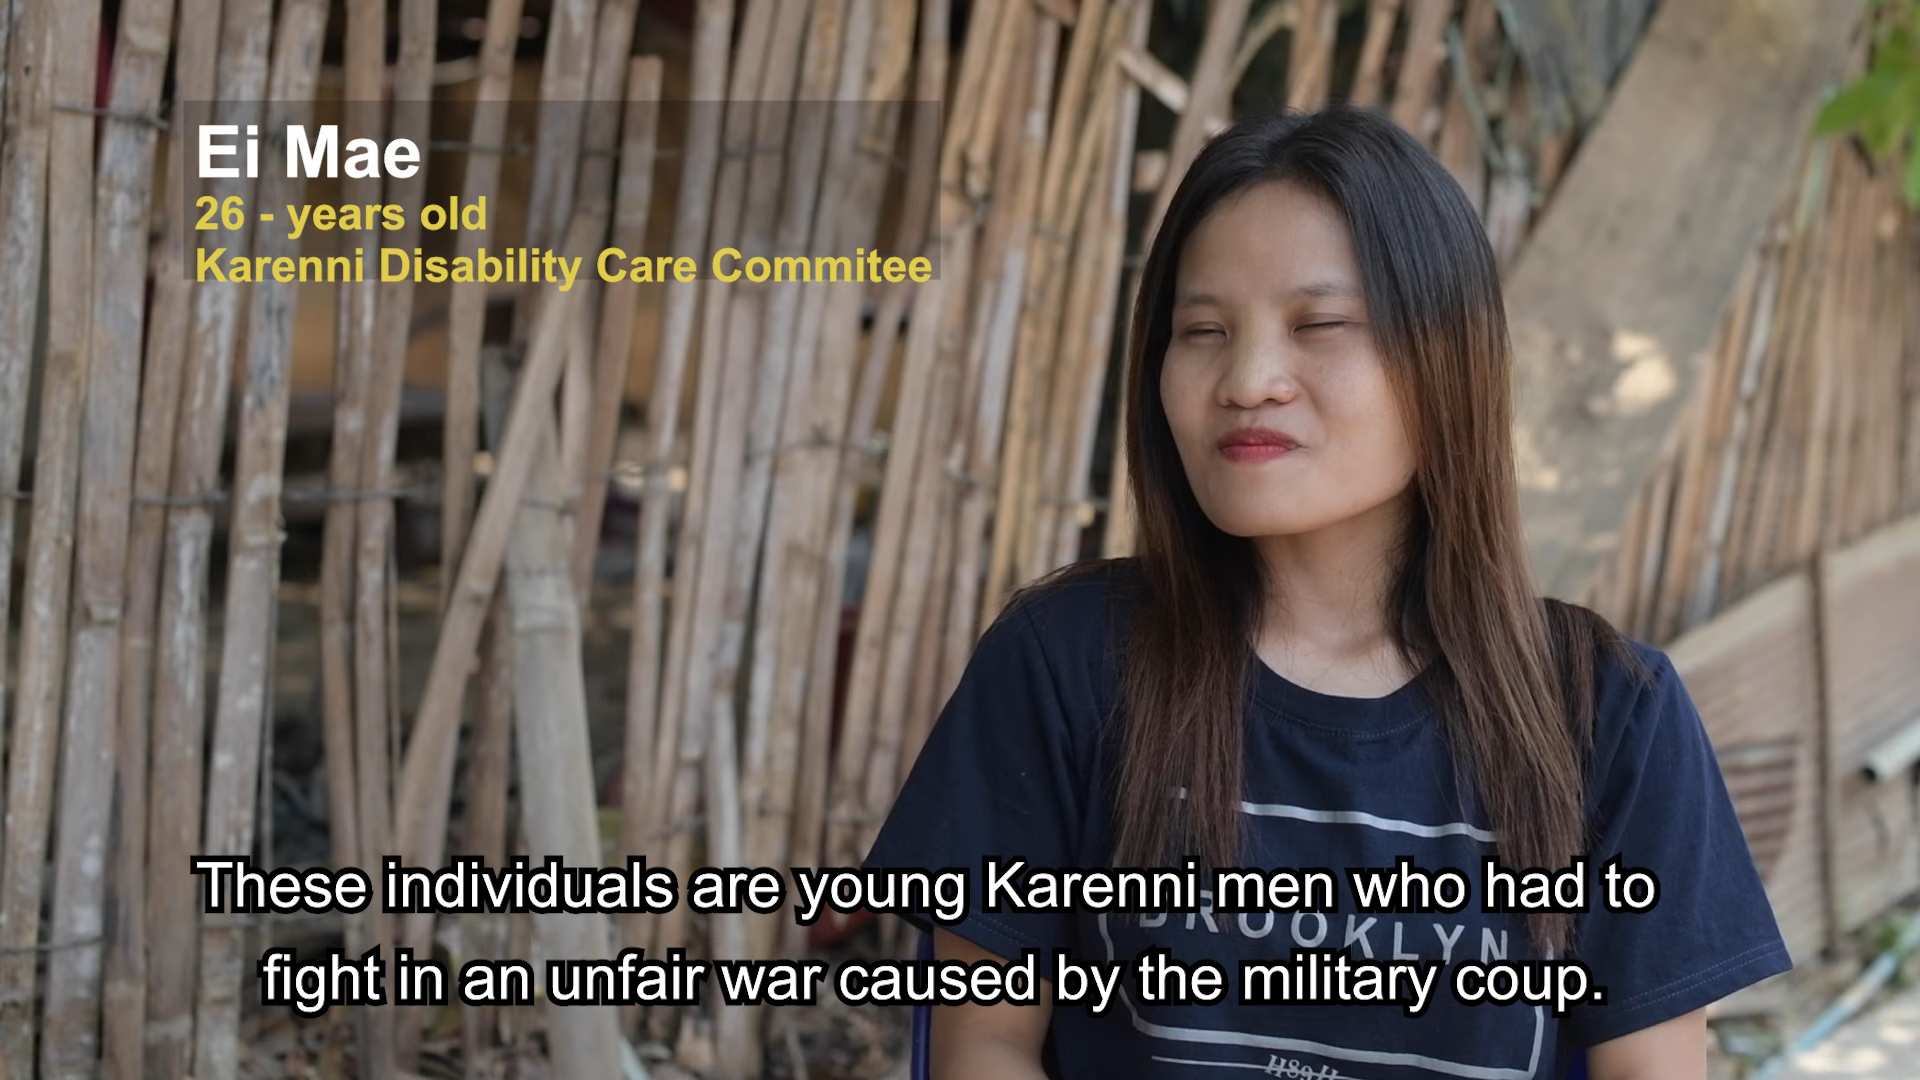 Ei Mae
26 - years old
Karenni Disability Care Commitee
These individuals are young Karenni men who had to
fight in an unfair war caused by the military coup.
BROOKLYN